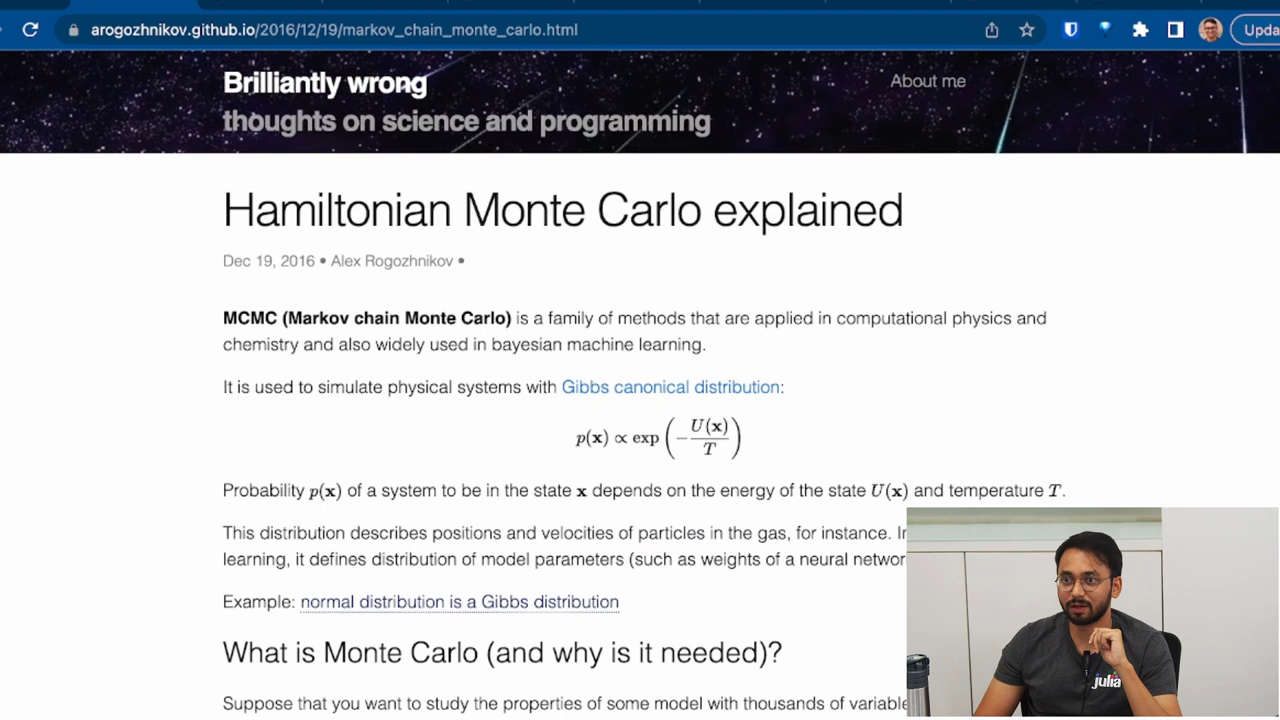 arogozhnikov.github.io/2016/12/19/markov_chain_monte_carlo.html
Brilliantly wrong
About me
thoughts on science and programming
Hamiltonian Monte Carlo explained
Dec 19, 2016 • Alex Rogozhnikov •
MCMC (Markov chain Monte Carlo) is a family of methods that are applied in computational physics and
chemistry and also widely used in bayesian machine learning.
It is used to simulate physical systems with Gibbs canonical distribution:
p(x) ∝ exp(−U(x)/T)
Probability p(x) of a system to be in the state x depends on the energy of the state U(x) and temperature T.
This distribution describes positions and velocities of particles in the gas, for instance.
learning, it defines distribution of model parameters (such as weights of a neural
Example: normal distribution is a Gibbs distribution
What is Monte Carlo (and why is it needed)?
Suppose that you want to study the properties of some model with thousands of
julia